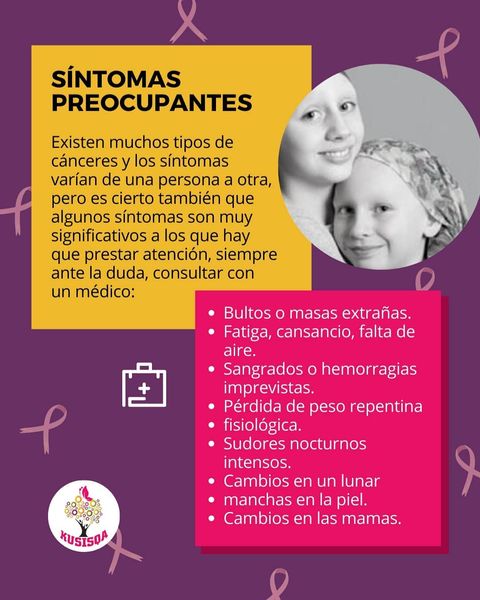 SÍNTOMAS
PREOCUPANTES
Existen muchos tipos de
cánceres y los síntomas
varían de una persona a otra,
pero es cierto también que
algunos síntomas son muy
significativos a los que hay
que prestar atención, siempre
ante la duda, consultar con
un médico:
• Bultos o masas extrañas.
• Fatiga, cansancio, falta de
aire.
• Sangrados o hemorragias
imprevistas.
• Pérdida de peso repentina
• fisiológica.
• Sudores nocturnos
intensos.
• Cambios en un lunar
• manchas en la piel.
• Cambios en las mamas.
KUSISQA